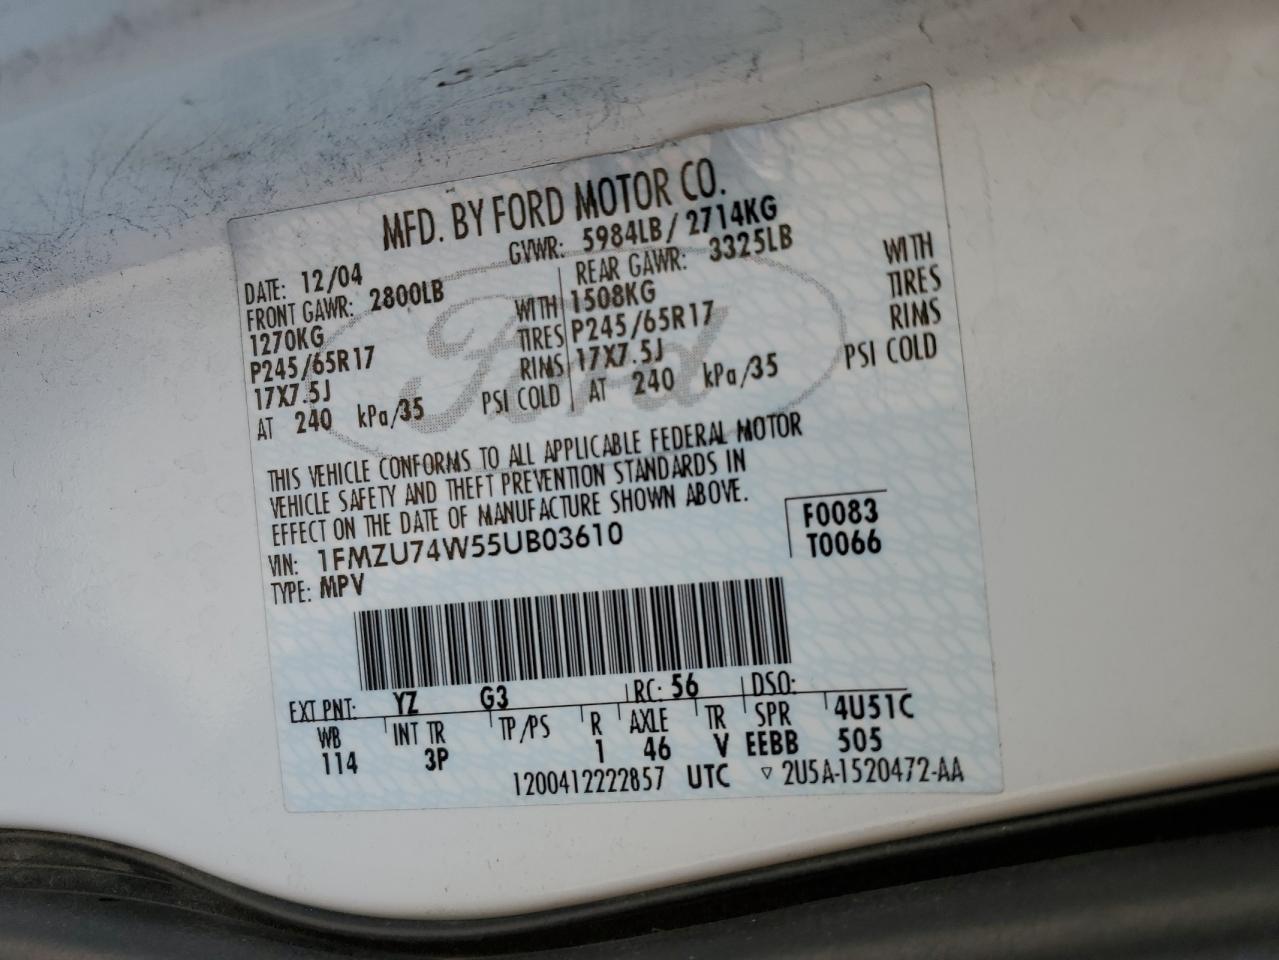 MFD. BY FORD MOTOR CO.
DATE: 12/04 GVWR: 5984LB / 2714KG
FRONT GAWR: 2800LB REAR GAWR: 3325LB
1270KG WITH 1508KG WITH
P245/65R17 TIRES P245/65R17 TIRES
17X7.5J RIMS 17X7.5J RIMS
AT 240 kPa/35 PSI COLD AT 240 kPa/35 PSI COLD
Ford
THIS VEHICLE CONFORMS TO ALL APPLICABLE FEDERAL MOTOR
VEHICLE SAFETY AND THEFT PREVENTION STANDARDS IN
EFFECT ON THE DATE OF MANUFACTURE SHOWN ABOVE.
VIN: 1FMZU74W55UB03610 F0083
TYPE: MPV T0066
EXT PNT: YZ G3 RC: 56 DSO:
WB INT TR TP/PS R AXLE TR SPR 4U51C
114 3P 1 46 V EEBB 505
1200412222857 UTC ▽ 2U5A-1520472-AA